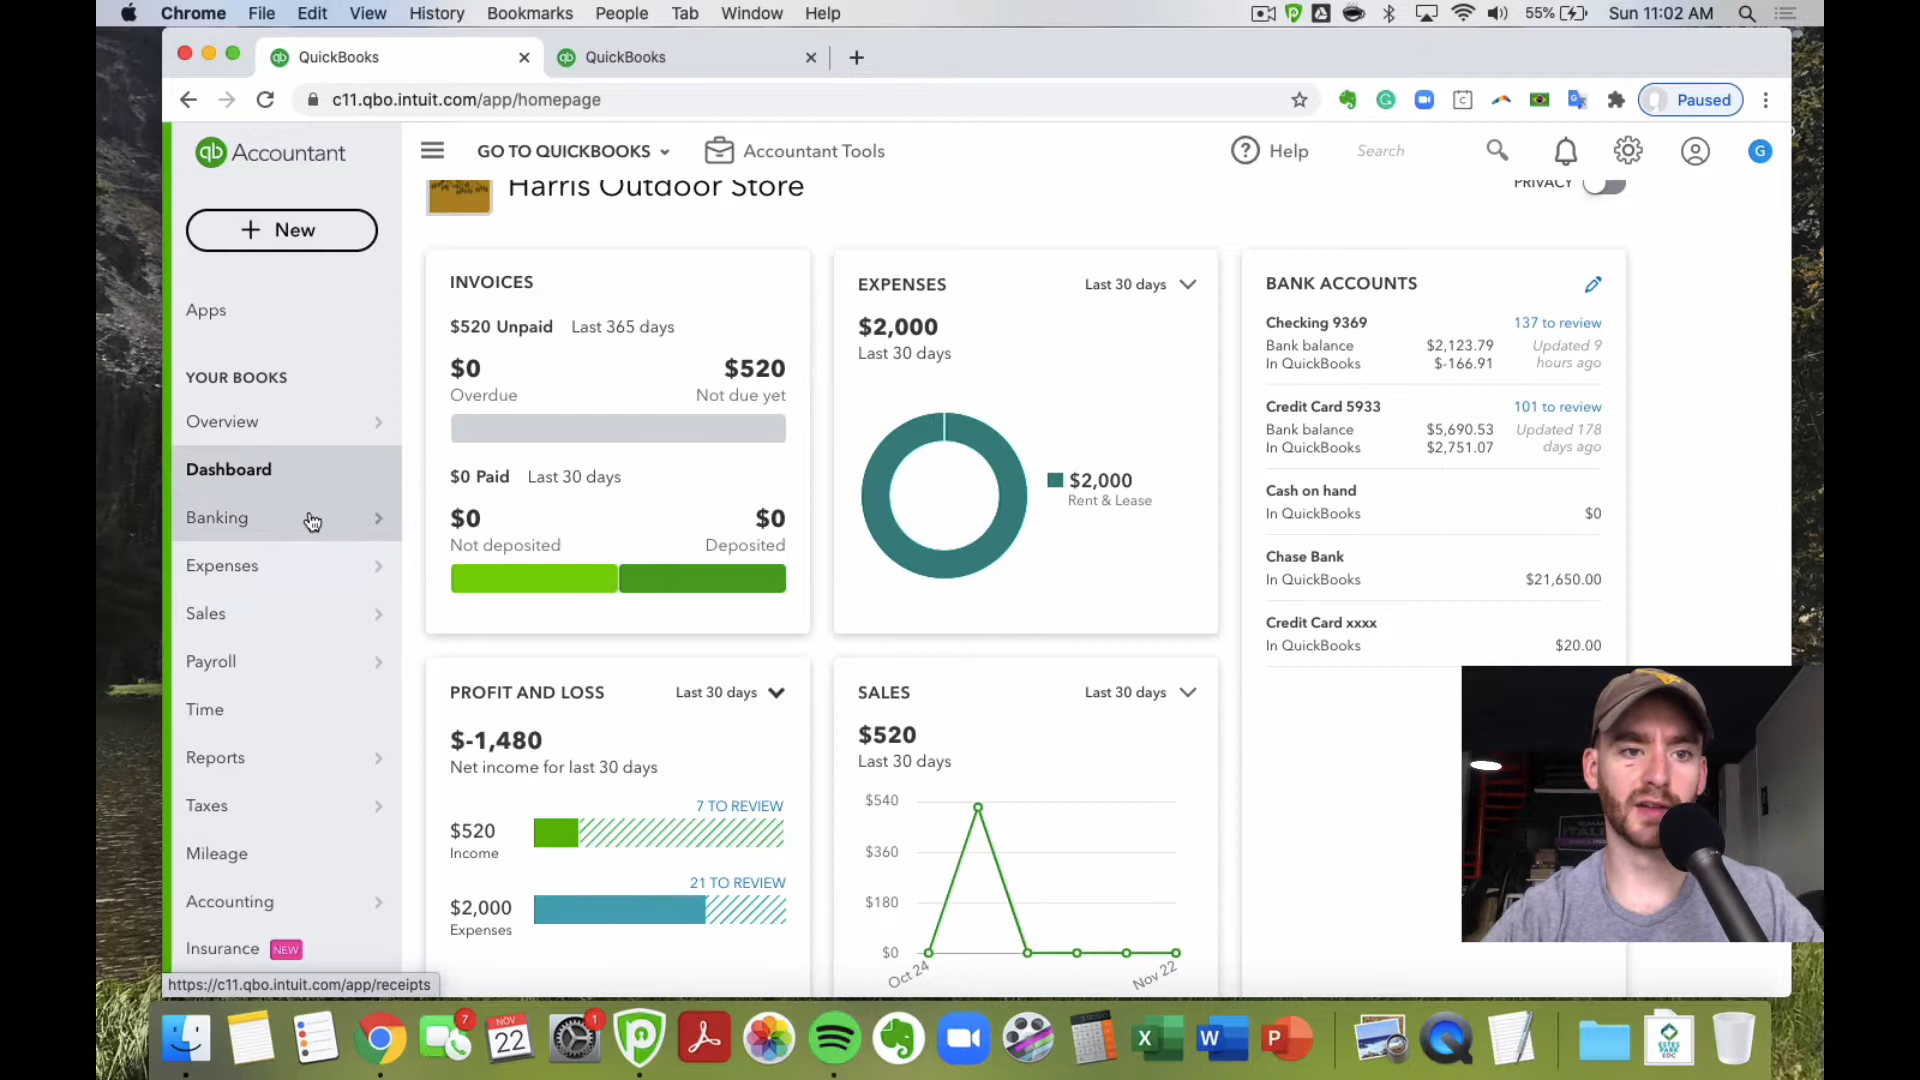 Chrome File Edit View History Bookmarks People Tab Window Help
55% Sun 11:02 AM
QuickBooks
QuickBooks
c11.qbo.intuit.com/app/homepage
Paused
qb Accountant
GO TO QUICKBOOKS
Accountant Tools
Help
Search
G
Harris Outdoor Store
PRIVACY
+ New
Apps
YOUR BOOKS
Overview
Dashboard
Banking
Expenses
Sales
Payroll
Time
Reports
Taxes
Mileage
Accounting
Insurance NEW
https://c11.qbo.intuit.com/app/receipts
INVOICES
$520 Unpaid Last 365 days
$0 $520
Overdue Not due yet
$0 Paid Last 30 days
$0 $0
Not deposited Deposited
EXPENSES Last 30 days
$2,000
Last 30 days
$2,000
Rent & Lease
BANK ACCOUNTS
Checking 9369 137 to review
Bank balance $2,123.79 Updated 9
In QuickBooks $-166.91 hours ago
Credit Card 5933 101 to review
Bank balance $5,690.53 Updated 178
In QuickBooks $2,751.07 days ago
Cash on hand
In QuickBooks $0
Chase Bank
In QuickBooks $21,650.00
Credit Card xxxx
In QuickBooks $20.00
PROFIT AND LOSS Last 30 days
$-1,480
Net income for last 30 days
7 TO REVIEW
$520
Income
21 TO REVIEW
$2,000
Expenses
SALES Last 30 days
$520
Last 30 days
$540
$360
$180
$0
Oct 24 Nov 22
7
NOV
22
1
X
W
P
ESTES
PARK
EDC